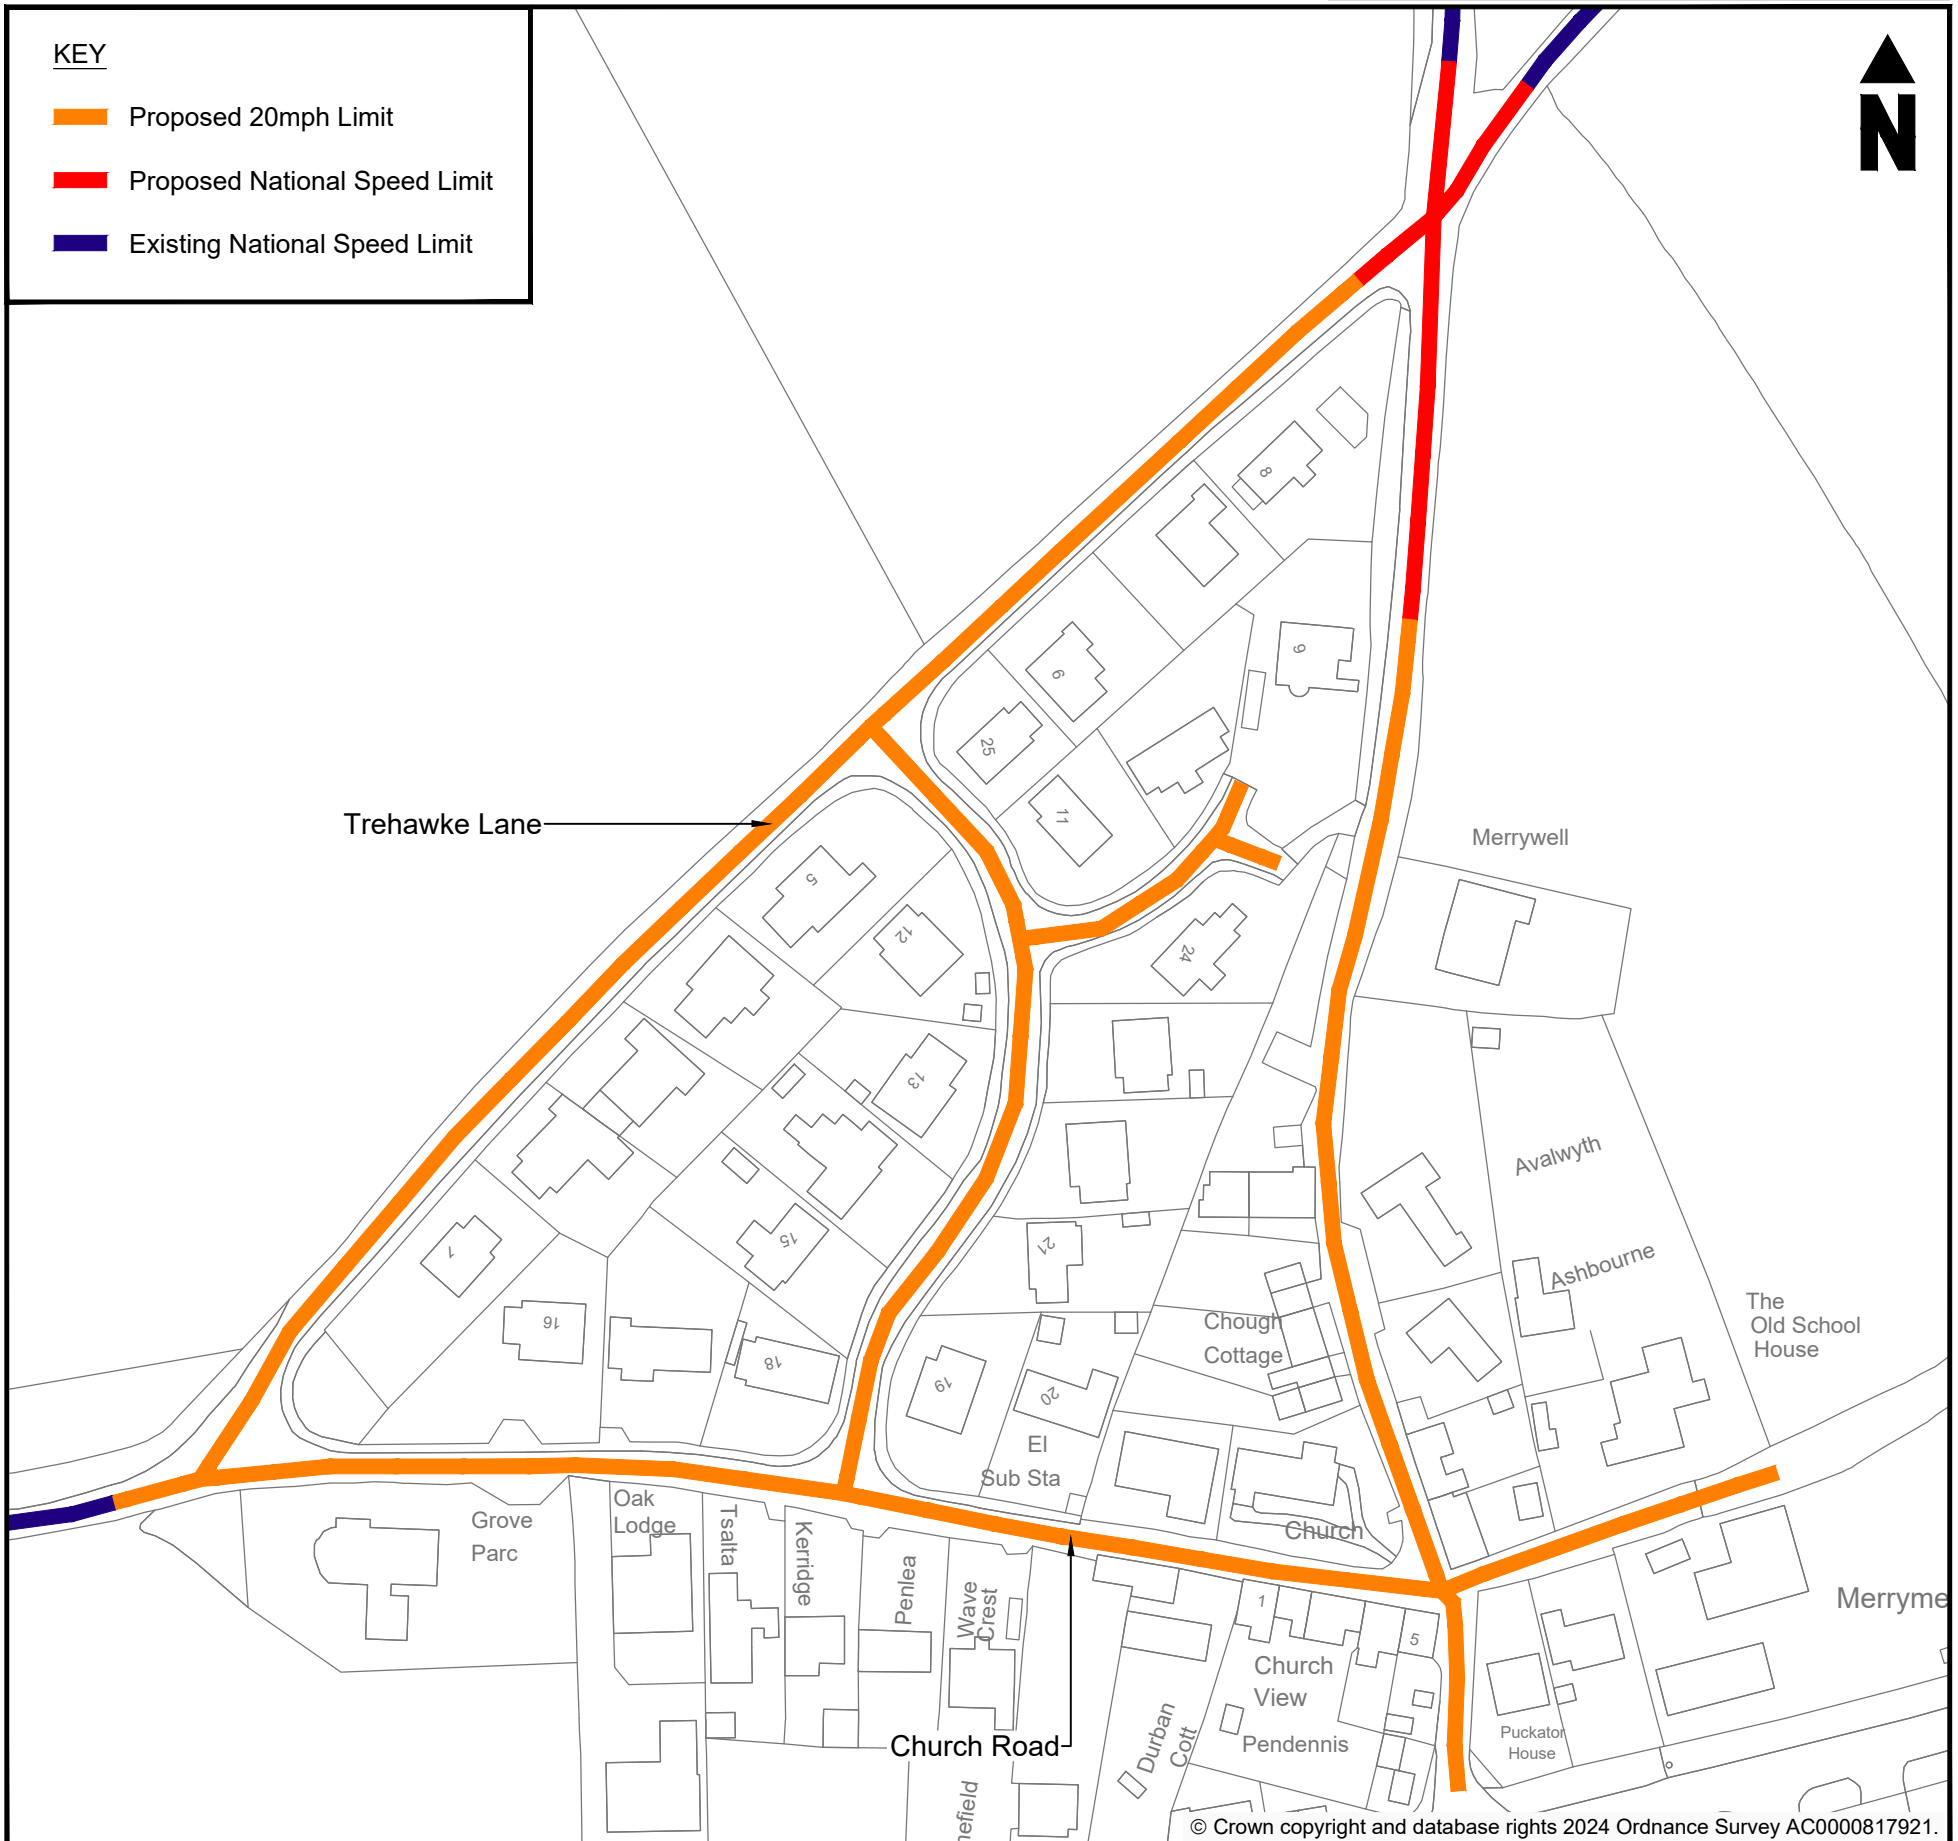 KEY
Proposed 20mph Limit
Proposed National Speed Limit
Existing National Speed Limit
N
8
6
9
25
11
Trehawke Lane
Merrywell
5
12
24
13
Avalwyth
7
15
21
Ashbourne
The
Old School
House
16
18
Chough
Cottage
19
20
El
Sub Sta
Oak
Lodge
Grove
Parc
Tsalta
Kerridge
Church
Penlea
Wave
Crest
1
5
Merryme
Church
View
Church Road
Durban
Cott
Pendennis
Puckator
House
nefield
© Crown copyright and database rights 2024 Ordnance Survey AC0000817921.